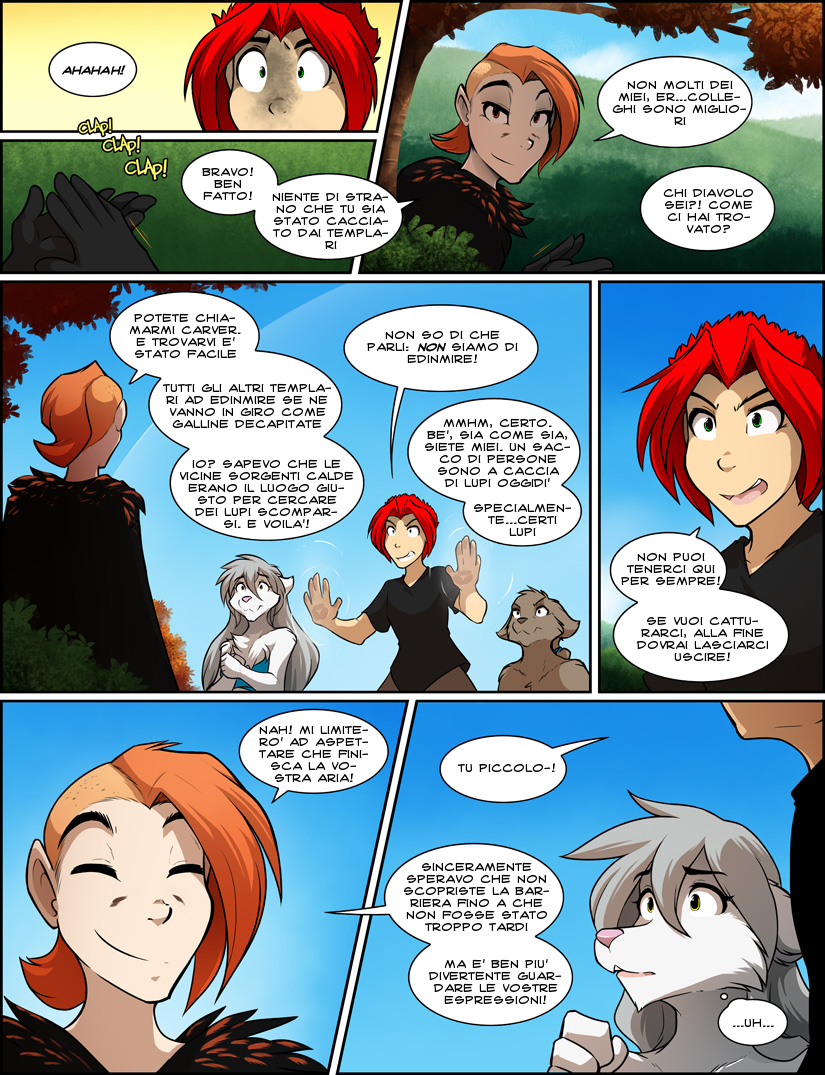 AHAHAH!
CLAP!
CLAP!
CLAP!
BRAVO!
BEN
FATTO!
NIENTE DI STRA-
NO CHE TU SIA
STATO CACCIA-
TO DAI TEMPLA-
RI
NON MOLTI DEI
MIEI, ER...COLLE-
GHI SONO MIGLIO-
RI
CHI DIAVOLO
SEI?! COME
CI HAI TRO-
VATO?
POTETE CHIA-
MARMI CARVER.
E TROVARVI E'
STATO FACILE
TUTTI GLI ALTRI TEMPLA-
RI AD EDINMIRE SE NE
VANNO IN GIRO COME
GALLINE DECAPITATE
IO? SAPEVO CHE LE
VICINE SORGENTI CALDE
ERANO IL LUOGO GIU-
STO PER CERCARE
DEI LUPI SCOMPAR-
SI. E VOILA'!
NON SO DI CHE
PARLI: NON SIAMO DI
EDINMIRE!
MMHM, CERTO.
BE', SIA COME SIA,
SIETE MIEI. UN SAC-
CO DI PERSONE
SONO A CACCIA
DI LUPI OGGIDI'
SPECIALMEN-
TE...CERTI
LUPI
NON PUOI
TENERCI QUI
PER SEMPRE!
SE VUOI CATTU-
RARCI, ALLA FINE
DOVRAI LASCIARCI
USCIRE!
NAH! MI LIMITE-
RO' AD ASPET-
TARE CHE FINI-
SCA LA VO-
STRA ARIA!
TU PICCOLO-!
SINCERAMENTE
SPERAVO CHE NON
SCOPRISTE LA BAR-
RIERA FINO A CHE
NON FOSSE STATO
TROPPO TARDI
MA E' BEN PIU'
DIVERTENTE GUAR-
DARE LE VOSTRE
ESPRESSIONI!
...UH...